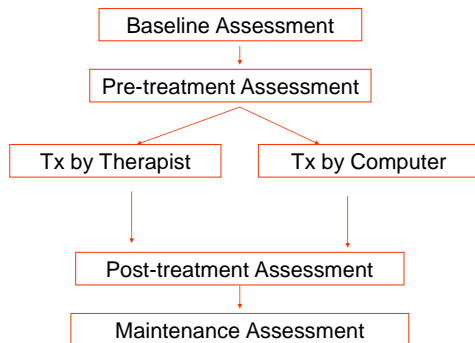 Baseline Assessment
Pre-treatment Assessment
Tx by Therapist
Tx by Computer
Post-treatment Assessment
Maintenance Assessment